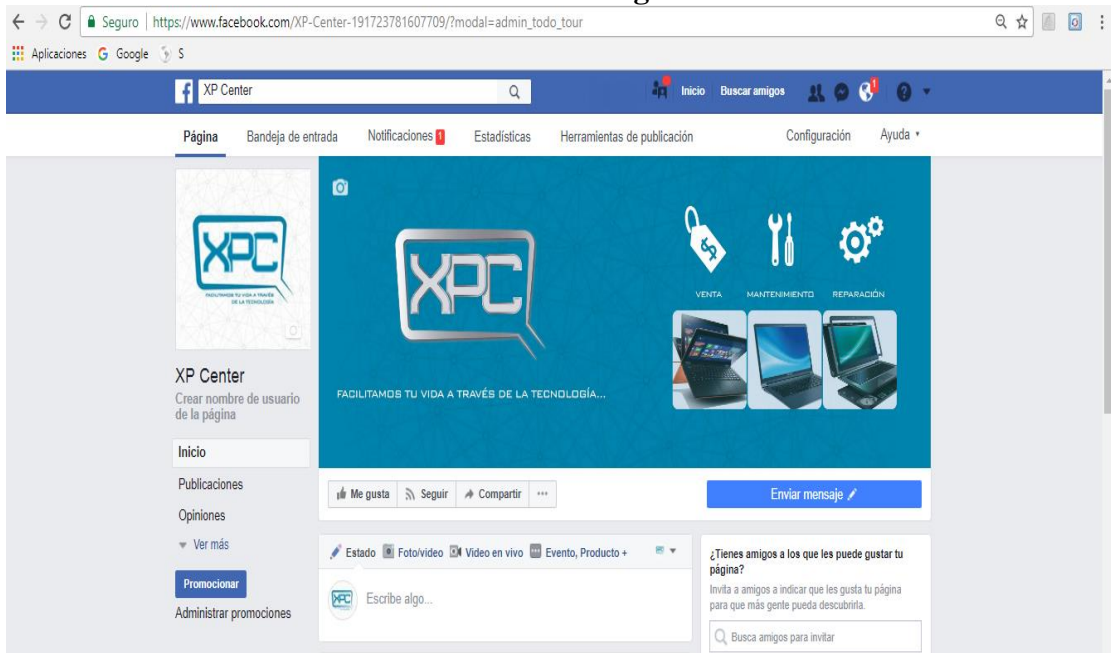 Seguro | https://www.facebook.com/XP-Center-191723781607709/?modal=admin_todo_tour
Aplicaciones G Google S
f XP Center Inicio Buscar amigos 1 ?
Página Bandeja de entrada Notificaciones 1 Estadísticas Herramientas de publicación Configuración Ayuda
XPC
FACILITAMOS TU VIDA A TRAVÉS
DE LA TECNOLOGÍA
XPC
FACILITAMOS TU VIDA A TRAVÉS DE LA TECNOLOGÍA...
VENTA MANTENIMIENTO REPARACIÓN
XP Center
Crear nombre de usuario
de la página
Inicio
Publicaciones
Opiniones
Ver más
Promocionar
Administrar promociones
Me gusta Seguir Compartir ...
Enviar mensaje
Estado Foto/video Video en vivo Evento, Producto +
XPC Escribe algo...
¿Tienes amigos a los que les puede gustar tu
página?
Invita a amigos a indicar que les gusta tu página
para que más gente pueda descubrirla.
Busca amigos para invitar